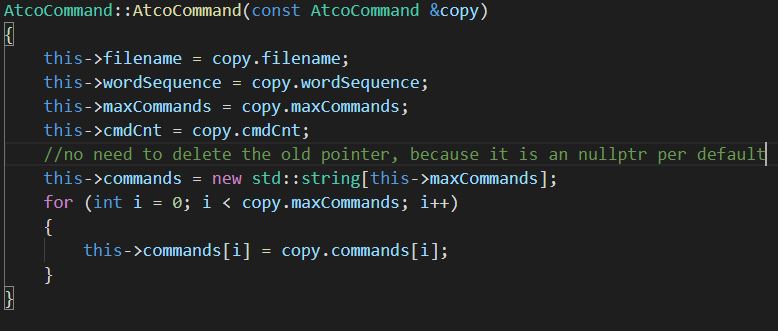 AtcoCommand::AtcoCommand(const AtcoCommand &copy)
{
    this->filename = copy.filename;
    this->wordSequence = copy.wordSequence;
    this->maxCommands = copy.maxCommands;
    this->cmdCnt = copy.cmdCnt;
    //no need to delete the old pointer, because it is an nullptr per default
    this->commands = new std::string[this->maxCommands];
    for (int i = 0; i < copy.maxCommands; i++)
    {
        this->commands[i] = copy.commands[i];
    }
}